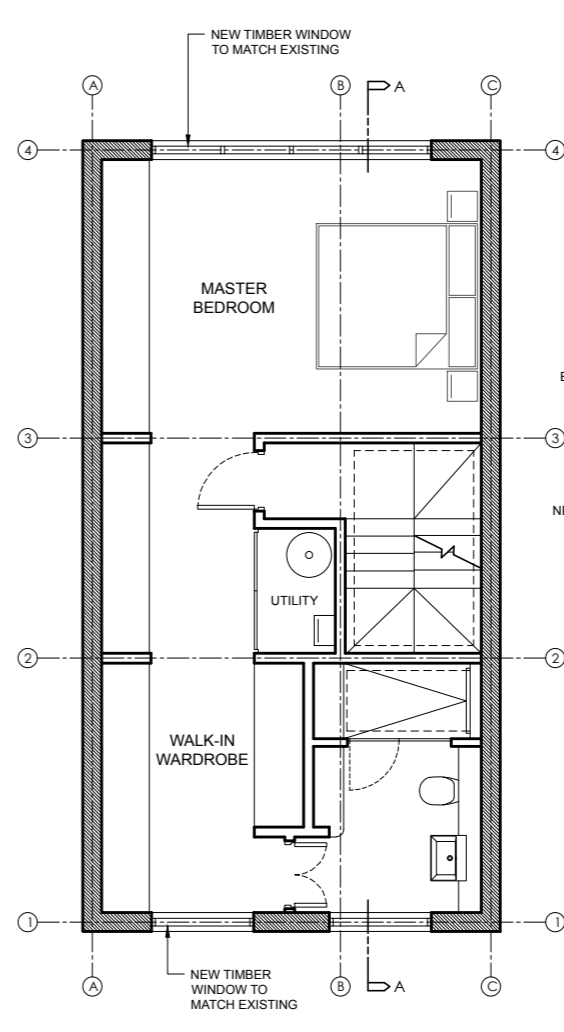 NEW TIMBER WINDOW
TO MATCH EXISTING
A
B
A
C
4
4
MASTER
BEDROOM
E
3
3
NE
UTILITY
2
2
WALK-IN
WARDROBE
1
1
A
B
A
C
NEW TIMBER
WINDOW TO
MATCH EXISTING